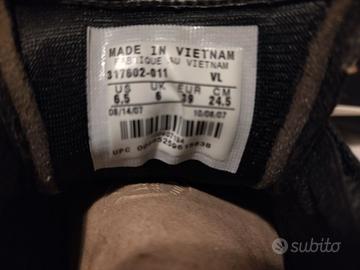 MADE IN VIETNAM
FABRIQUE AU VIETNAM
317602-011 VL
US UK EUR CM
6.5 6 39 24.5
08/14/07 10/08/07
UPC
subito